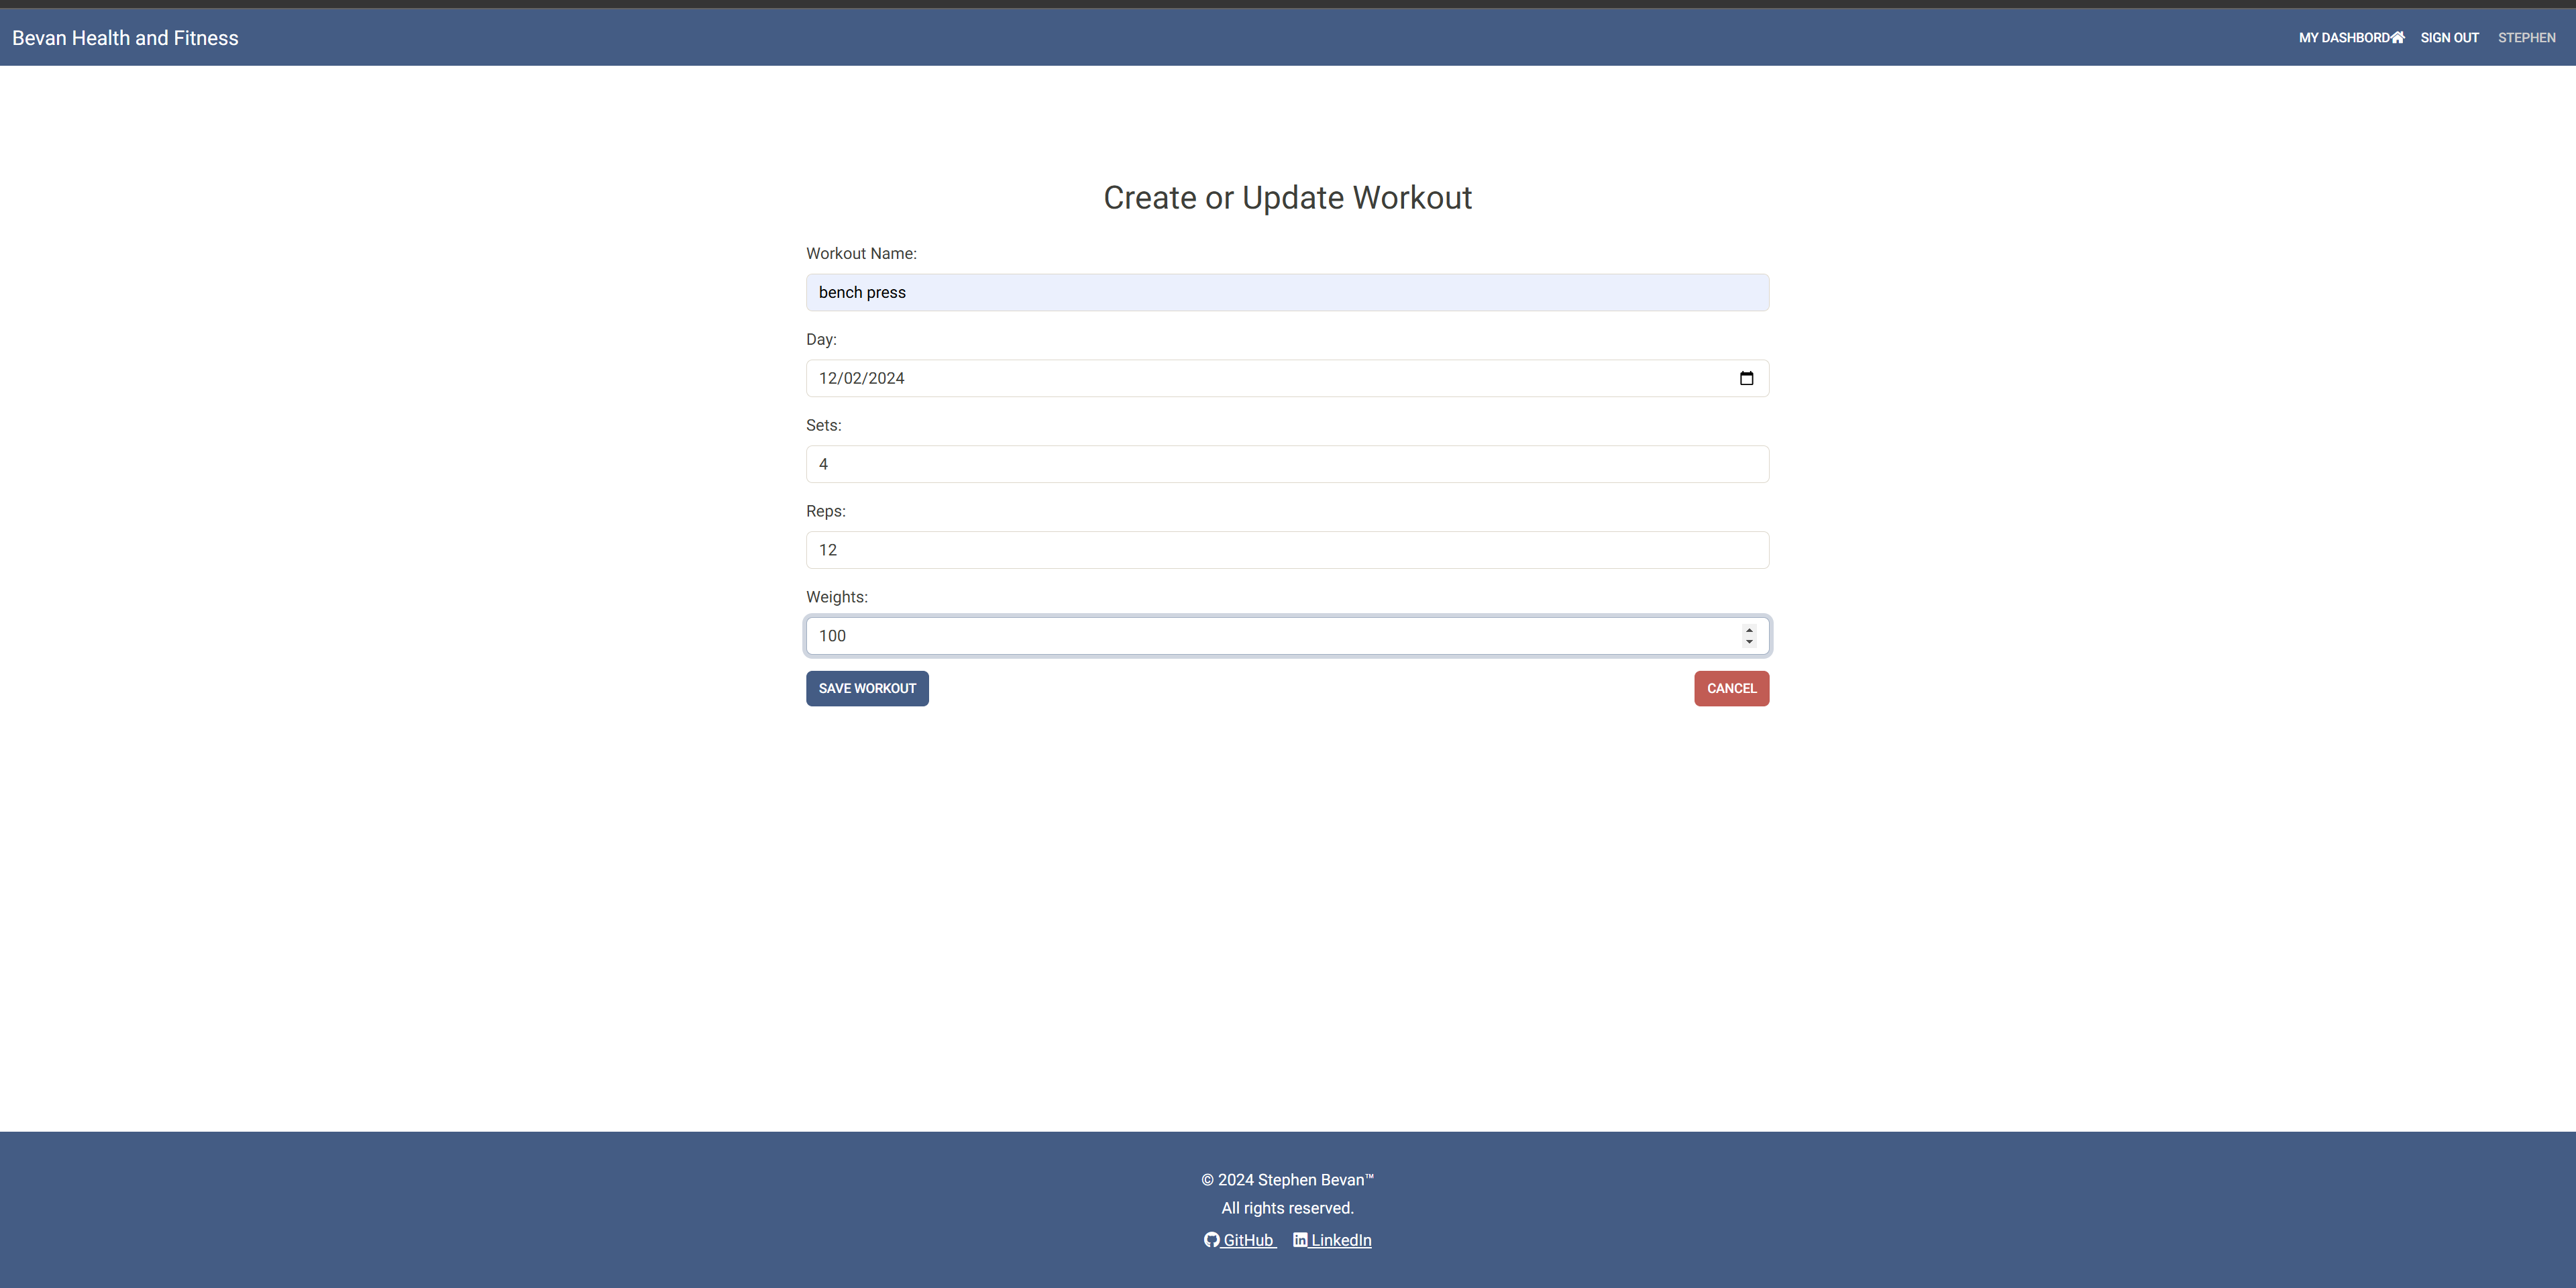 Bevan Health and Fitness
MY DASHBORD SIGN OUT STEPHEN
Create or Update Workout
Workout Name:
bench press
Day:
12/02/2024
Sets:
4
Reps:
12
Weights:
100
SAVE WORKOUT CANCEL
© 2024 Stephen Bevan™
All rights reserved.
GitHub LinkedIn